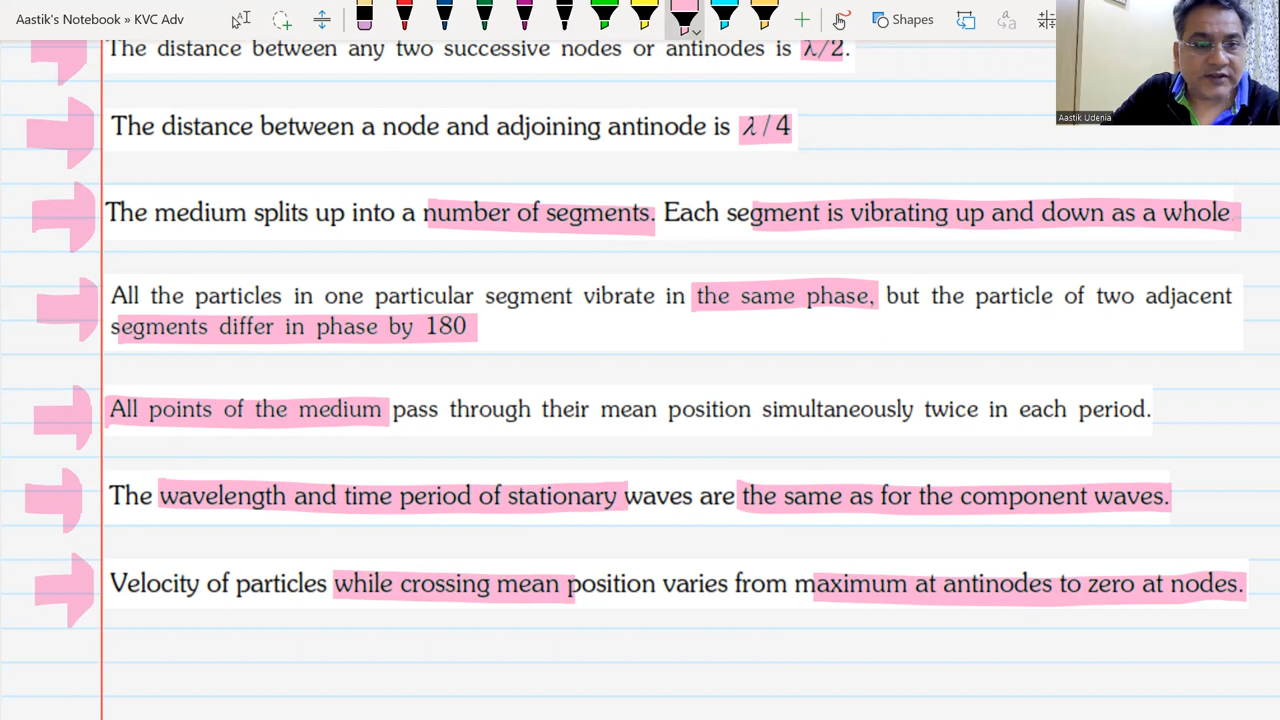 Aastik's Notebook » KVC Adv
Shapes
The distance between any two successive nodes or antinodes is λ/2.
Aastik Udenia
The distance between a node and adjoining antinode is λ/4
The medium splits up into a number of segments. Each segment is vibrating up and down as a whole
All the particles in one particular segment vibrate in the same phase, but the particle of two adjacent
segments differ in phase by 180
All points of the medium pass through their mean position simultaneously twice in each period.
The wavelength and time period of stationary waves are the same as for the component waves.
Velocity of particles while crossing mean position varies from maximum at antinodes to zero at nodes.